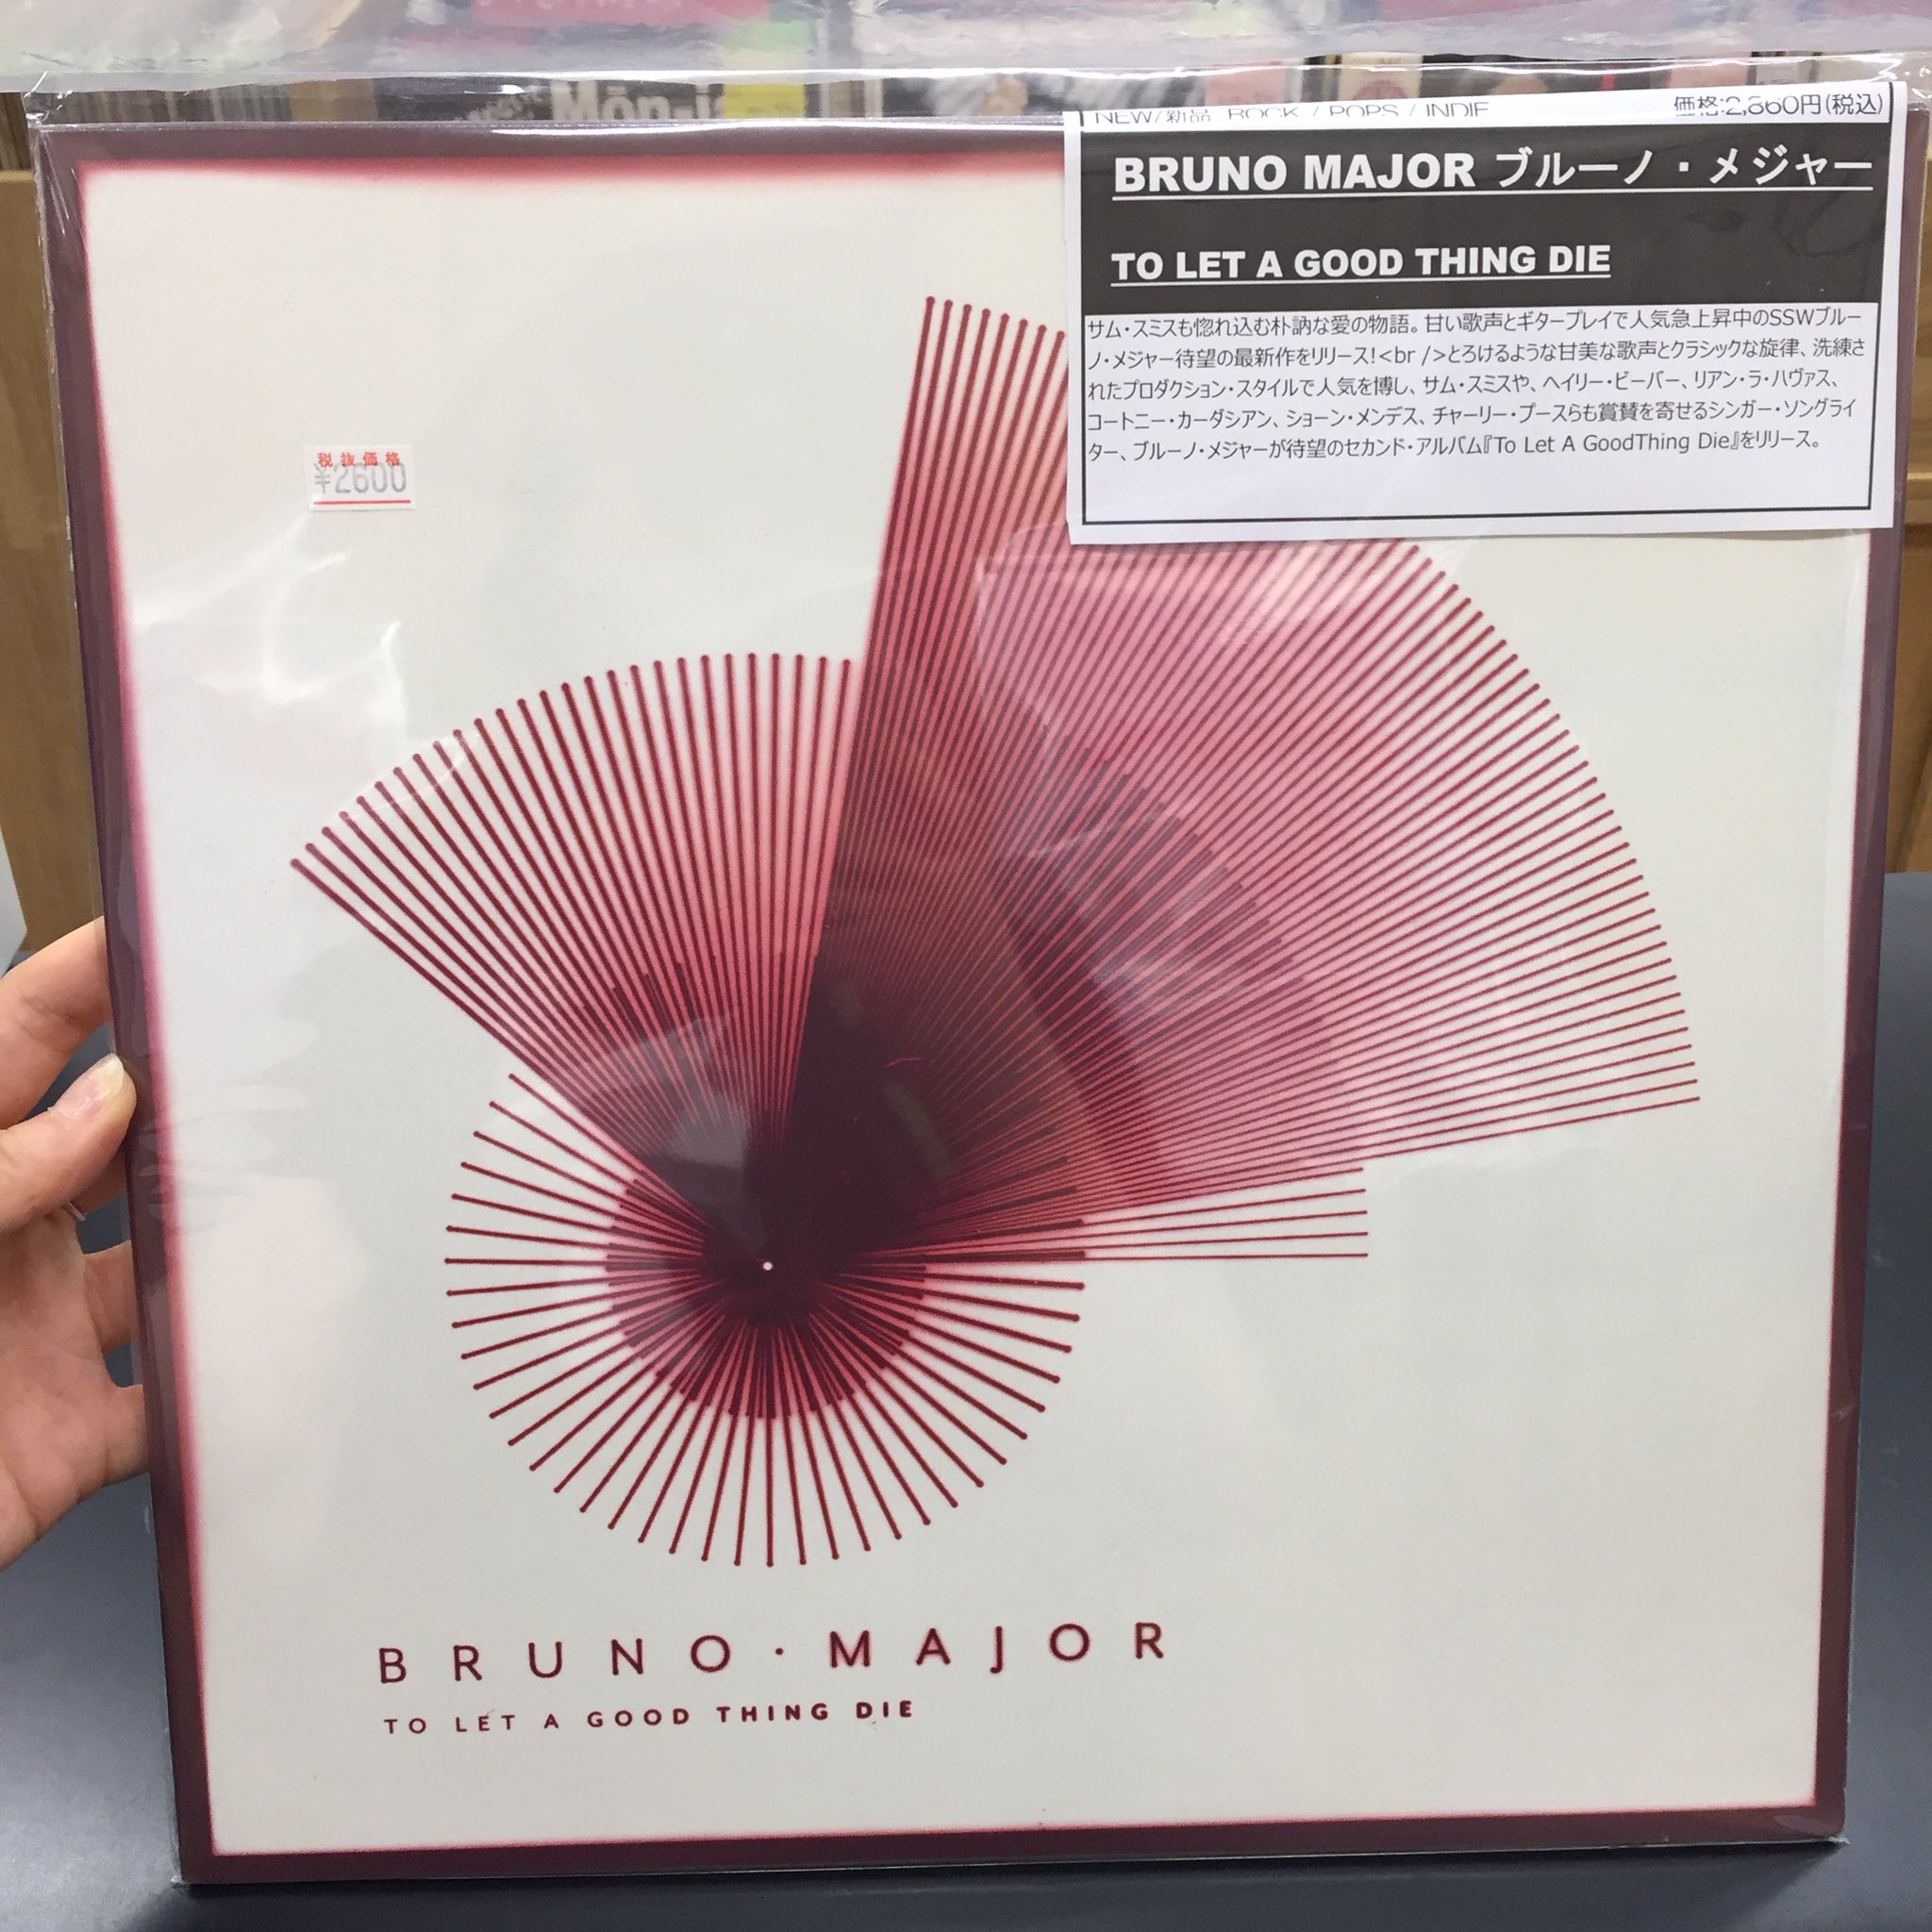 Mōn-i
NEW/新品 ROCK / POPS / INDIE
価格:2,860円(税込)
BRUNO MAJOR ブルーノ・メジャー
TO LET A GOOD THING DIE
サム・スミスも惚れ込む朴訥な愛の物語。甘い歌声とギタープレイで人気急上昇中のSSWブルー
ノ・メジャー待望の最新作をリリース!<br />とろけるような甘美な歌声とクラシックな旋律、洗練さ
れたプロダクション・スタイルで人気を博し、サム・スミスや、ヘイリー・ビーバー、リアン・ラ・ハヴァス、
コートニー・カーダシアン、ショーン・メンデス、チャーリー・プースらも賞賛を寄せるシンガー・ソングライ
ター、ブルーノ・メジャーが待望のセカンド・アルバム『To Let A GoodThing Die』をリリース。
税抜価格
¥2600
BRUNO・MAJOR
TO LET A GOOD THING DIE